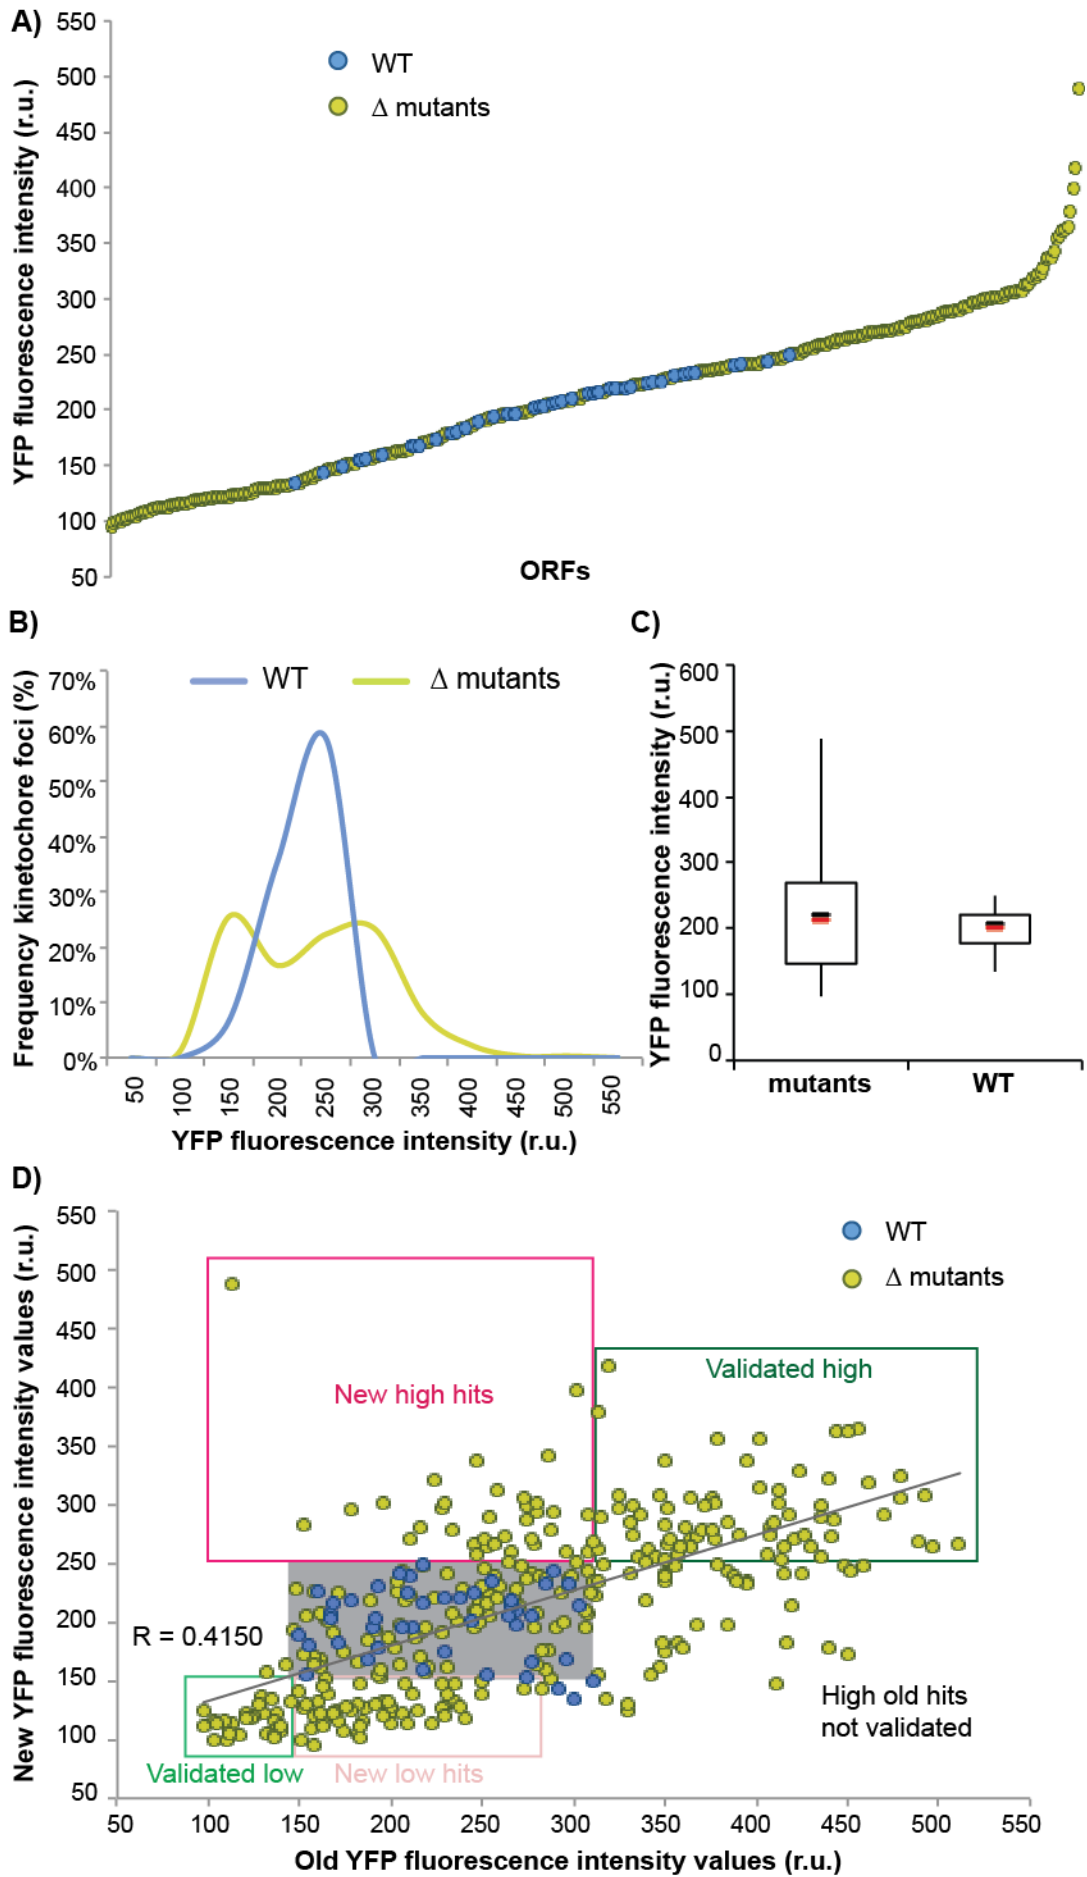 A)
YFP fluorescence intensity (r.u.)
550
500
450
400
350
300
250
200
150
100
50
WT
Δ mutants
ORFs
B)
Frequency kinetochore foci (%)
70%
60%
50%
40%
30%
20%
10%
0%
WT
Δ mutants
50 100 150 200 250 300 350 400 450 500 550
YFP fluorescence intensity (r.u.)
C)
YFP fluorescence intensity (r.u.)
600
500
400
300
200
100
0
mutants WT
D)
New YFP fluorescence intensity values (r.u.)
550
500
450
400
350
300
250
200
150
100
50
WT
Δ mutants
Validated high
New high hits
R = 0.4150
High old hits
not validated
Validated low
New low hits
50 100 150 200 250 300 350 400 450 500 550
Old YFP fluorescence intensity values (r.u.)